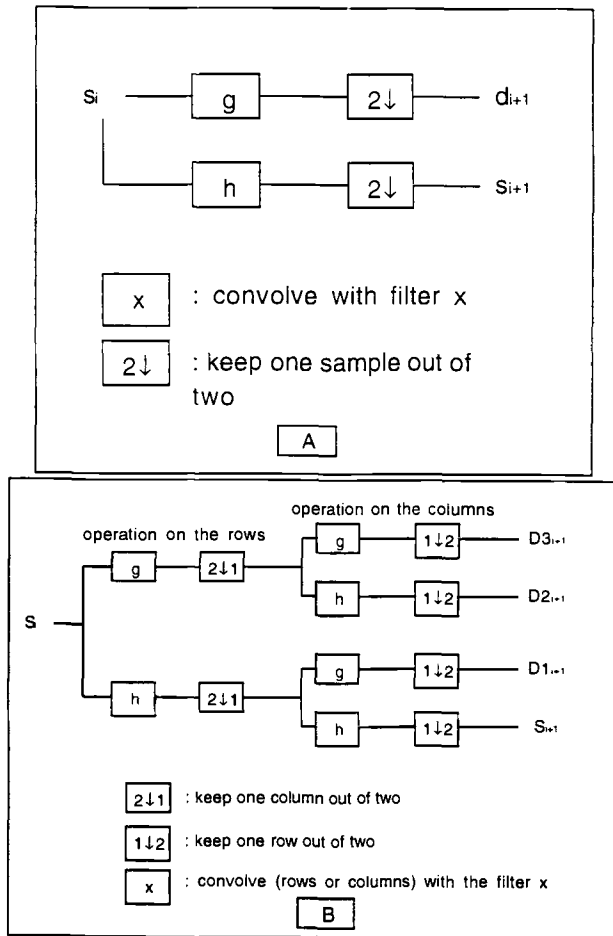 Si g 2↓ di+1
h 2↓ Si+1
x : convolve with filter x
2↓ : keep one sample out of
two
A
operation on the columns
operation on the rows
g 1↓2 D3i+1
g 2↓1
h 1↓2 D2i+1
S
g 1↓2 D1i+1
h 2↓1
h 1↓2 Si+1
2↓1 : keep one column out of two
1↓2 : keep one row out of two
x : convolve (rows or columns) with the filter x
B